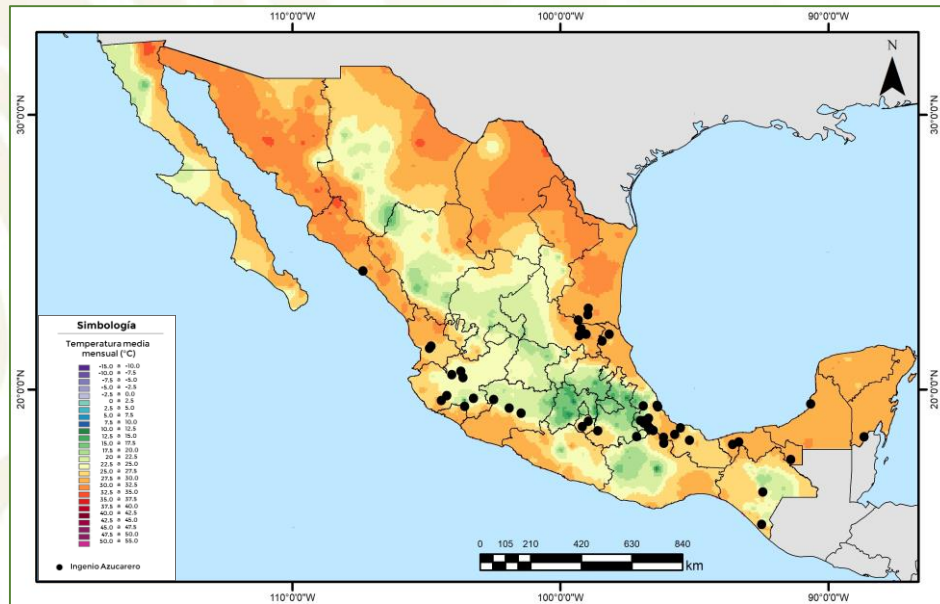 110°0'0"W 100°0'0"W 90°0'0"W
N
30°0'0"N 30°0'0"N
20°0'0"N 20°0'0"N
Simbología
Temperatura media
mensual (°C)
-15.0 a -10.0
-10.0 a -7.5
-7.5 a -5.0
-5.0 a -2.5
-2.5 a 0.0
0 a 2.5
2.5 a 5.0
5.0 a 7.5
7.5 a 10.0
10.0 a 12.5
12.5 a 15.0
15.0 a 17.5
17.5 a 20.0
20 a 22.5
22.5 a 25.0
25.0 a 27.5
27.5 a 30.0
30.0 a 32.5
32.5 a 35.0
35.0 a 37.5
37.5 a 40.0
40.0 a 42.5
42.5 a 45.0
45.0 a 47.5
47.5 a 50.0
50.0 a 55.0
Ingenio Azucarero
0 105 210 420 630 840
km
110°0'0"W 100°0'0"W 90°0'0"W